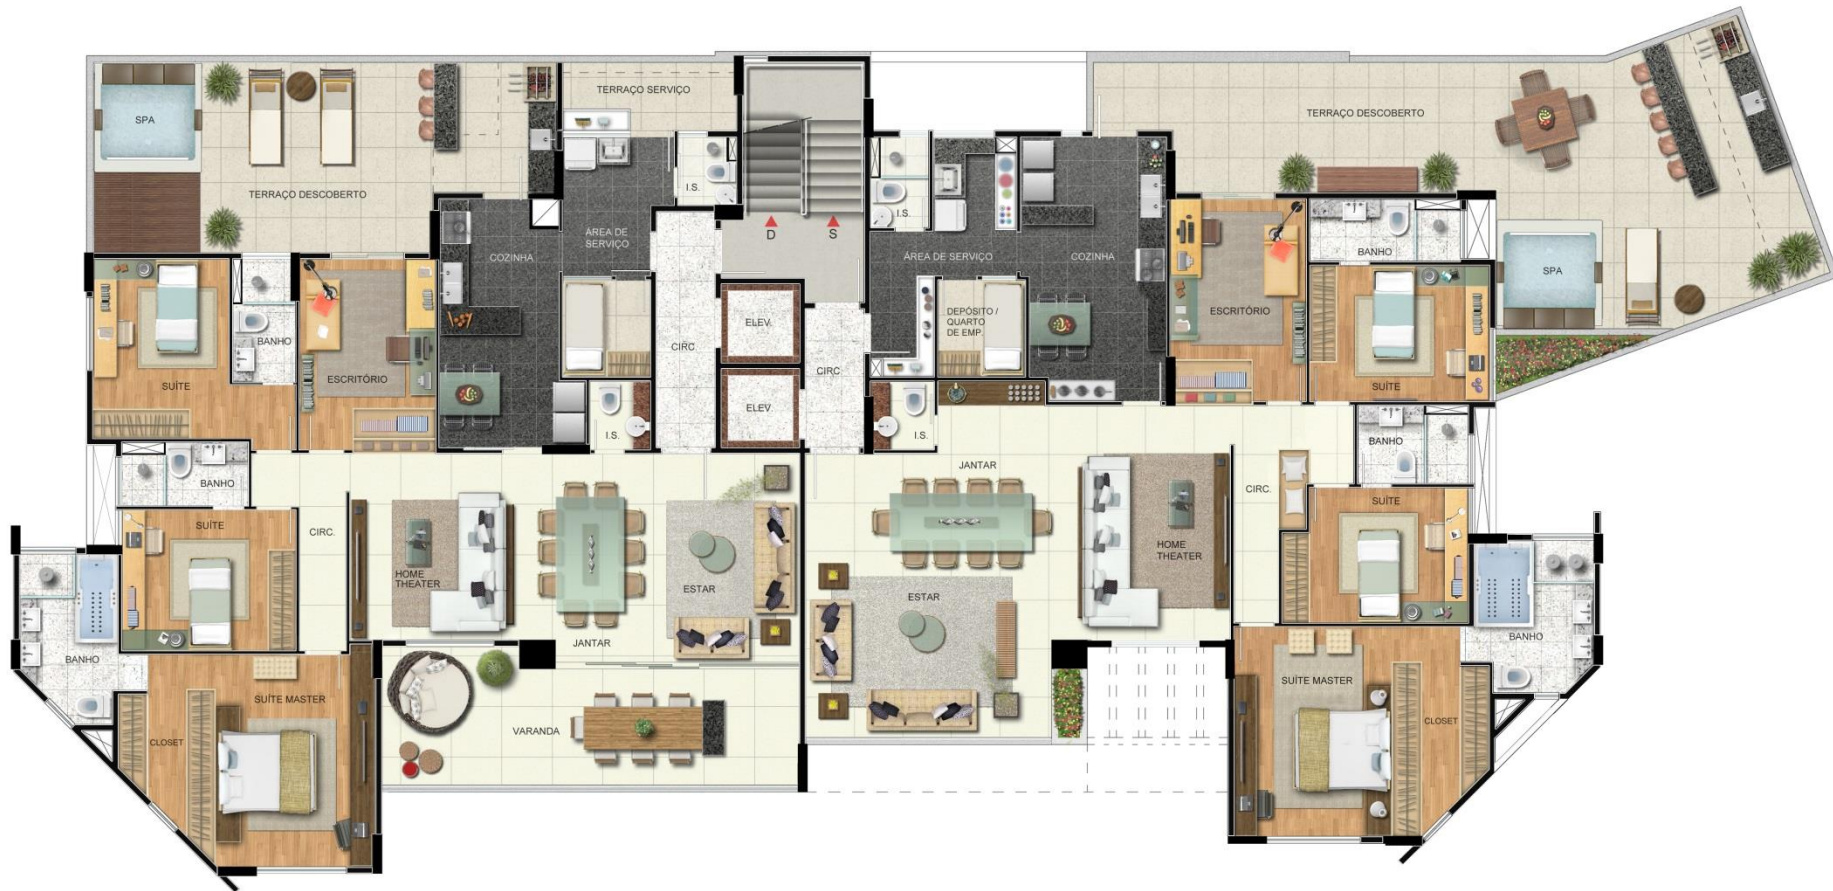 TERRAÇO SERVIÇO
SPA
TERRAÇO DESCOBERTO
I.S.
ÁREA DE
SERVIÇO
COZINHA
D
S
I.S.
TERRAÇO DESCOBERTO
ÁREA DE SERVIÇO
COZINHA
BANHO
SPA
ELEV.
CIRC.
DEPÓSITO /
QUARTO
DE EMP.
ESCRITÓRIO
BANHO
SUÍTE
ESCRITÓRIO
CIRC
SUÍTE
ELEV
I.S.
I.S.
BANHO
BANHO
JANTAR
CIRC.
SUÍTE
SUÍTE
CIRC.
HOME
THEATER
HOME
THEATER
ESTAR
ESTAR
JANTAR
BANHO
BANHO
SUÍTE MASTER
SUÍTE MASTER
CLOSET
VARANDA
CLOSET